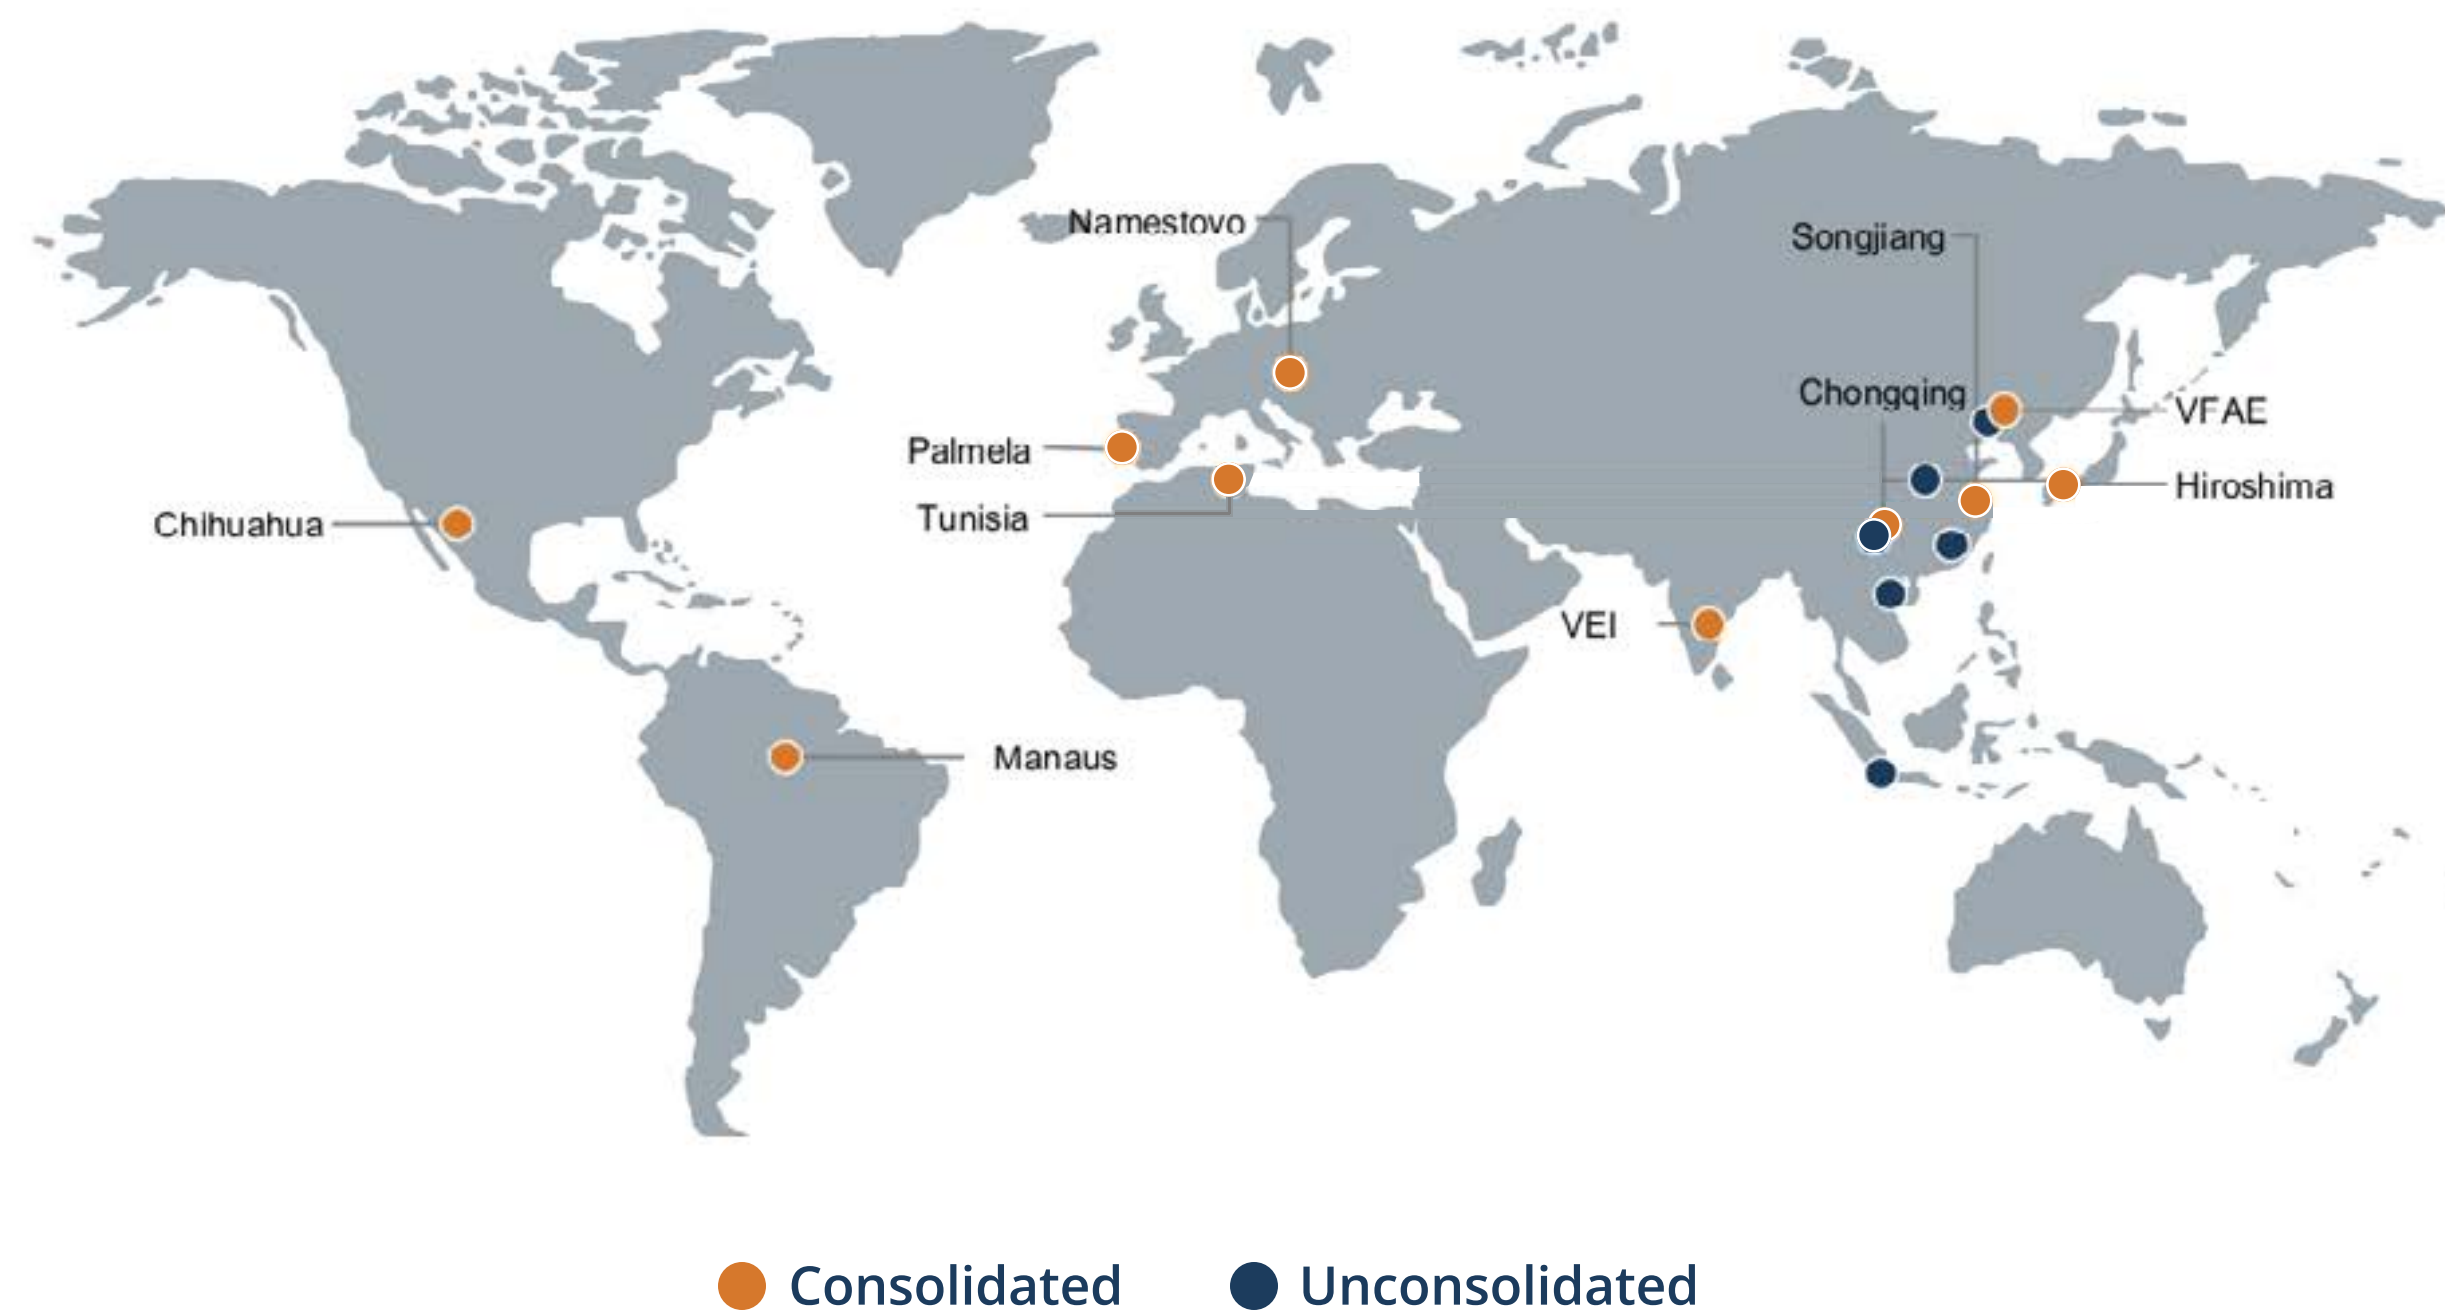 Namestovo
Songjiang
Chongqing
VFAE
Palmela
Hiroshima
Tunisia
Chihuahua
VEI
Manaus
Consolidated
Unconsolidated